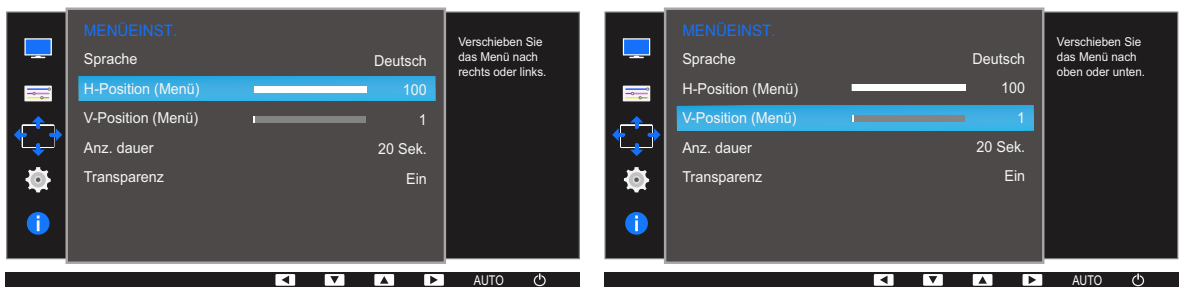 MENÜEINST.
Sprache Deutsch
H-Position (Menü) 100
V-Position (Menü) 1
Anz. dauer 20 Sek.
Transparenz Ein
Verschieben Sie
das Menü nach
rechts oder links.
i
AUTO
MENÜEINST.
Sprache Deutsch
H-Position (Menü) 100
V-Position (Menü) 1
Anz. dauer 20 Sek.
Transparenz Ein
Verschieben Sie
das Menü nach
oben oder unten.
i
AUTO